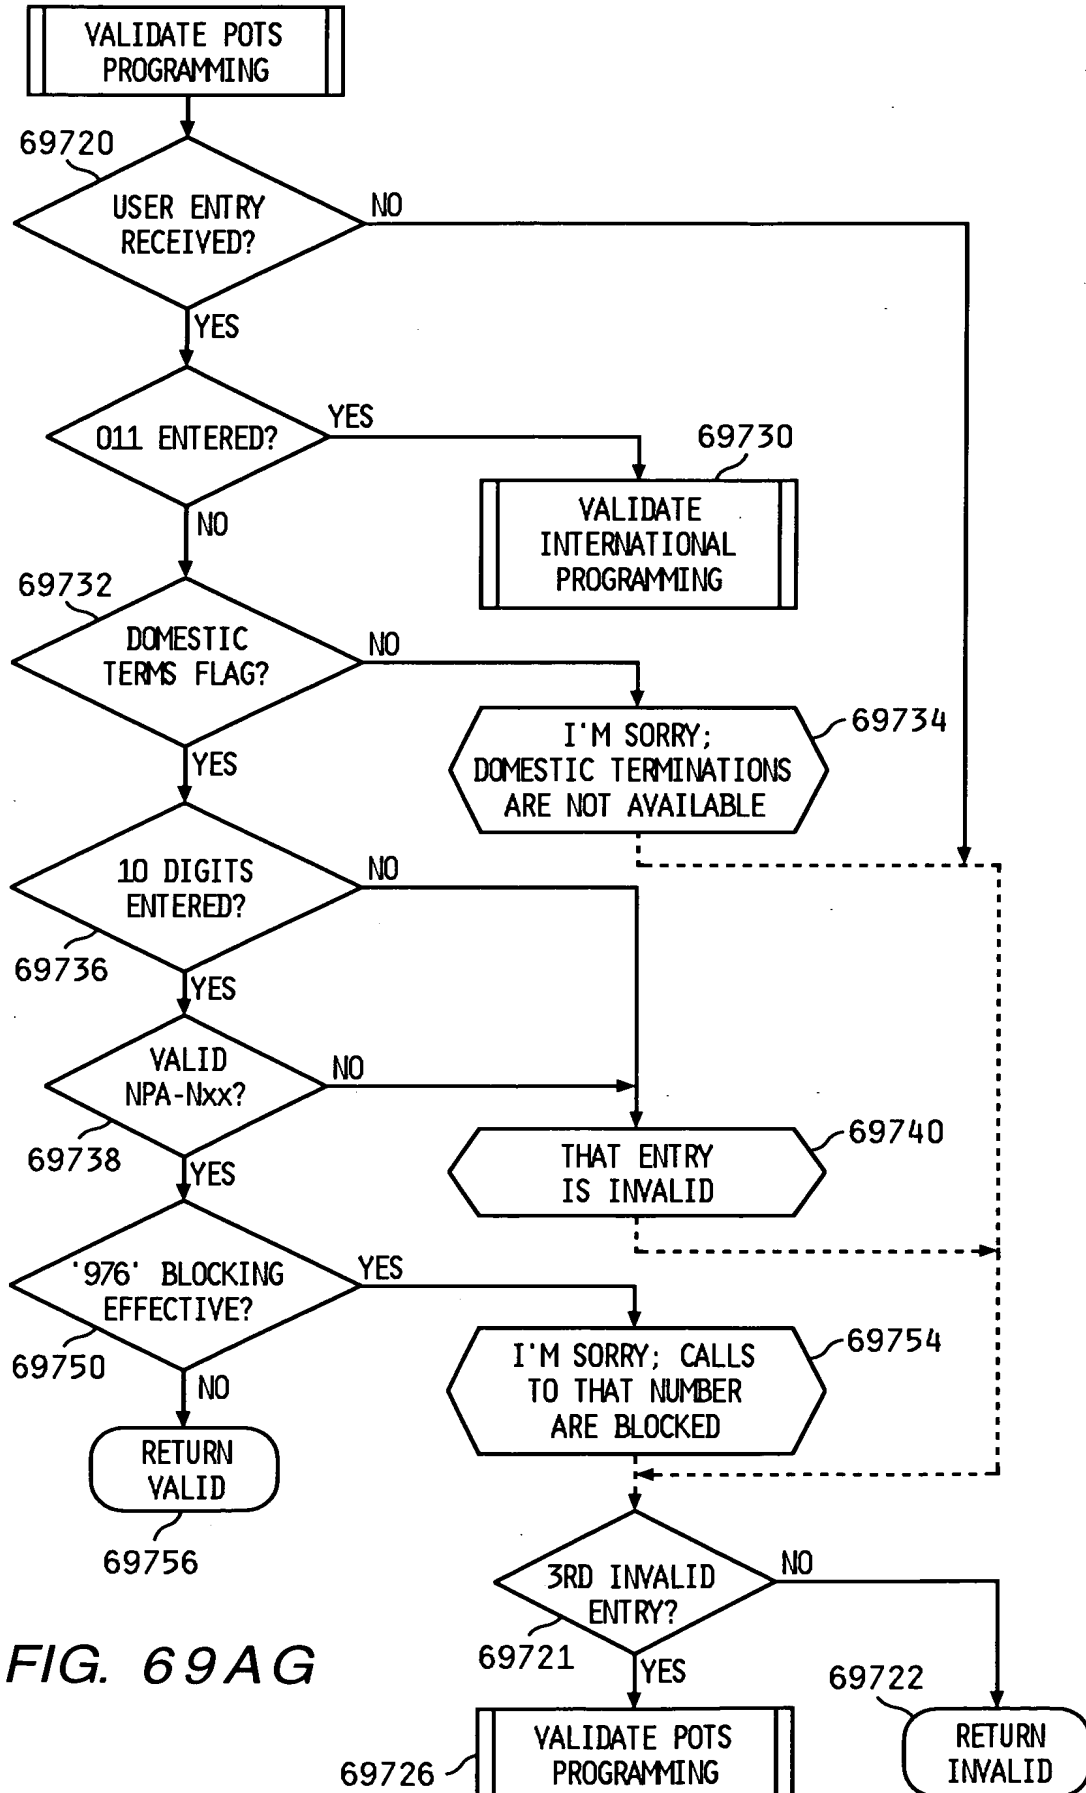 VALIDATE POTS
PROGRAMMING
69720
USER ENTRY
RECEIVED?
NO
YES
011 ENTERED?
YES
NO
69730
VALIDATE
INTERNATIONAL
PROGRAMMING
69732
DOMESTIC
TERMS FLAG?
NO
YES
I'M SORRY;
DOMESTIC TERMINATIONS
ARE NOT AVAILABLE
69734
10 DIGITS
ENTERED?
NO
69736
YES
VALID
NPA-Nxx?
NO
69738
YES
THAT ENTRY
IS INVALID
69740
'976' BLOCKING
EFFECTIVE?
YES
69750
NO
I'M SORRY; CALLS
TO THAT NUMBER
ARE BLOCKED
69754
RETURN
VALID
69756
3RD INVALID
ENTRY?
NO
69721
YES
69722
RETURN
INVALID
VALIDATE POTS
PROGRAMMING
69726
FIG. 69AG